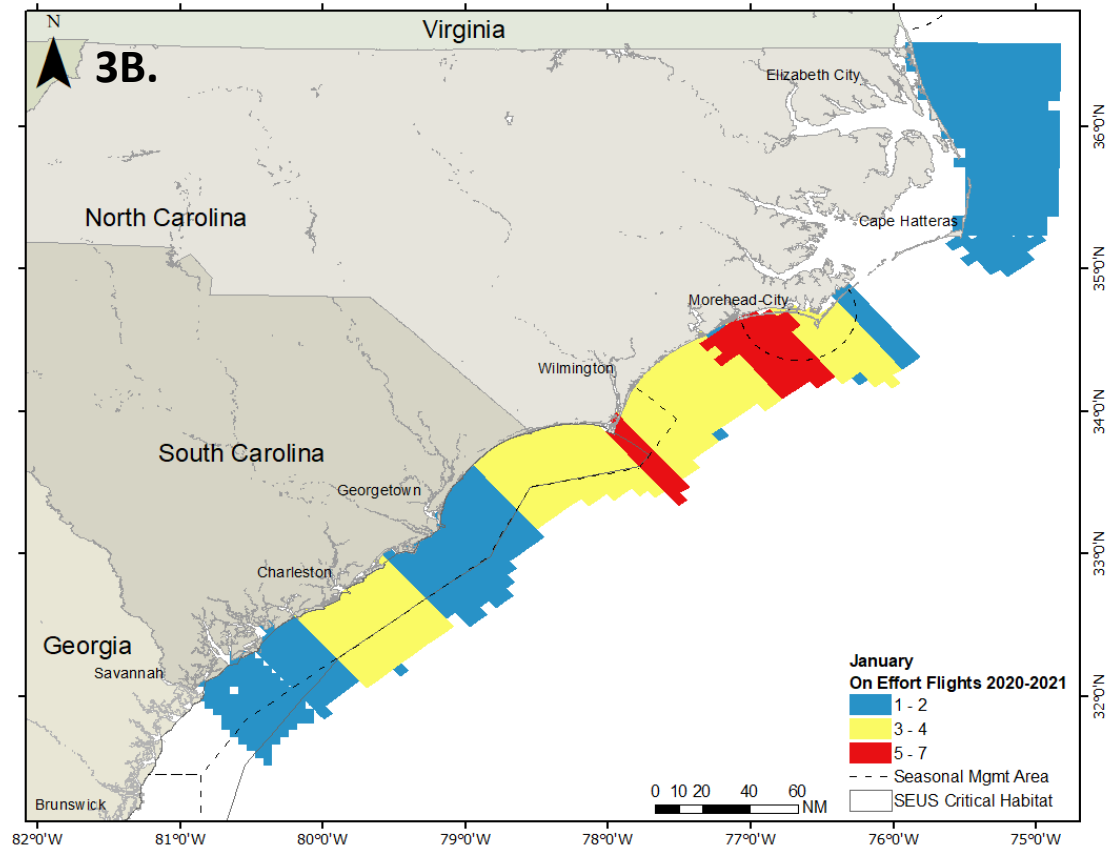 N
3B.
Virginia
Elizabeth City
36°0'N
North Carolina
Cape Hatteras
35°0'N
Morehead-City
Wilmington
34°0'N
South Carolina
Georgetown
33°0'N
Charleston
Georgia
Savannah
32°0'N
January
On Effort Flights 2020-2021
1 - 2
3 - 4
5 - 7
Seasonal Mgmt Area
SEUS Critical Habitat
0 10 20 40 60
NM
Brunswick
82°0'W 81°0'W 80°0'W 79°0'W 78°0'W 77°0'W 76°0'W 75°0'W